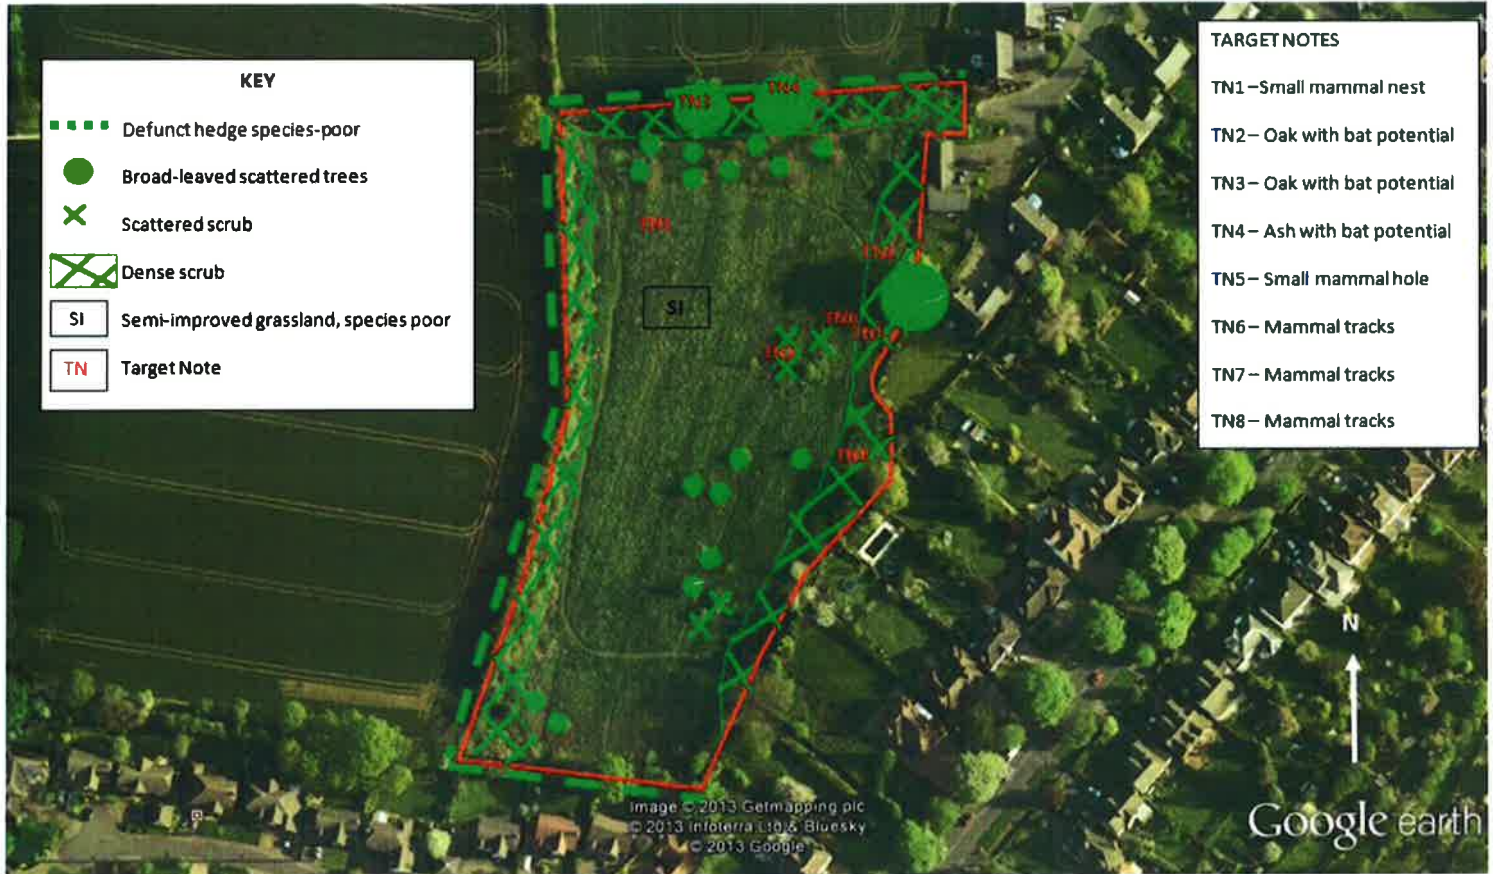 KEY
Defunct hedge species-poor
Broad-leaved scattered trees
Scattered scrub
Dense scrub
SI Semi-improved grassland, species poor
TN Target Note
TARGET NOTES
TN1–Small mammal nest
TN2– Oak with bat potential
TN3– Oak with bat potential
TN4– Ash with bat potential
TN5– Small mammal hole
TN6– Mammal tracks
TN7– Mammal tracks
TN8– Mammal tracks
TN3
TN4
SI
N
Image © 2013 Getmapping plc
© 2013 Infoterra Ltd & Bluesky
© 2013 Google
Google earth